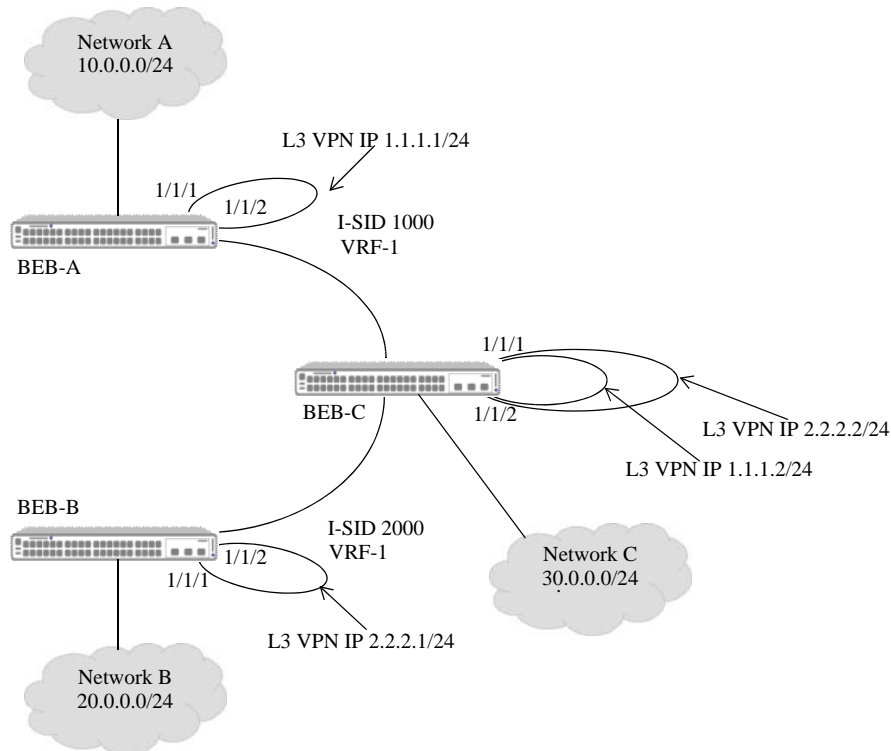 Network A
10.0.0.0/24
L3 VPN IP 1.1.1.1/24
1/1/1
1/1/2
I-SID 1000
VRF-1
BEB-A
1/1/1
BEB-C
1/1/2
L3 VPN IP 2.2.2.2/24
L3 VPN IP 1.1.1.2/24
BEB-B
I-SID 2000
VRF-1
1/1/2
1/1/1
Network C
30.0.0.0/24
L3 VPN IP 2.2.2.1/24
Network B
20.0.0.0/24